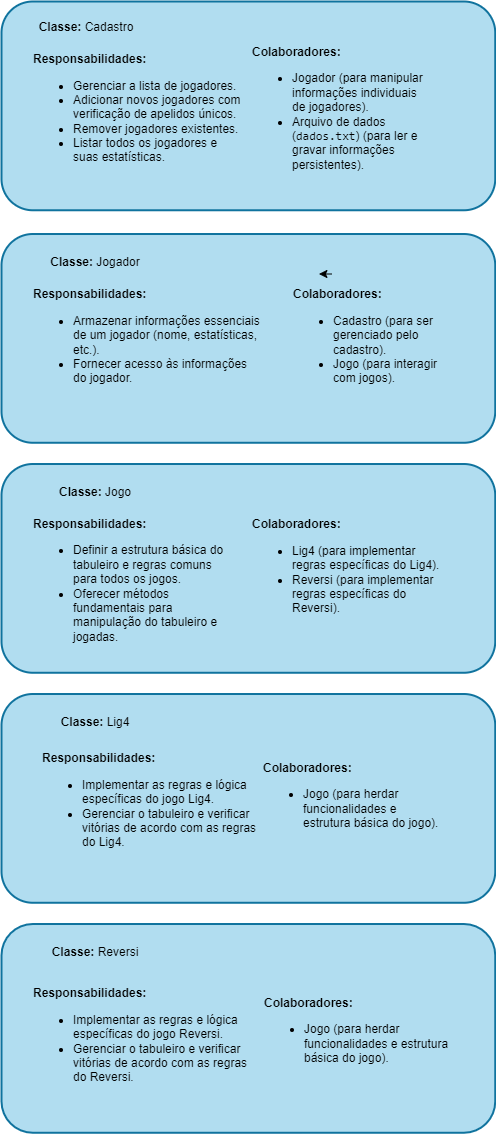 Classe: Cadastro
Responsabilidades:
Gerenciar a lista de jogadores.
Adicionar novos jogadores com
verificação de apelidos únicos.
Remover jogadores existentes.
Listar todos os jogadores e
suas estatísticas.
Colaboradores:
Jogador (para manipular
informações individuais
de jogadores).
Arquivo de dados
(dados.txt) (para ler e
gravar informações
persistentes).
Classe: Jogador
Responsabilidades:
Armazenar informações essenciais
de um jogador (nome, estatísticas,
etc.).
Fornecer acesso às informações
do jogador.
Colaboradores:
Cadastro (para ser
gerenciado pelo
cadastro).
Jogo (para interagir
com jogos).
Classe: Jogo
Responsabilidades:
Definir a estrutura básica do
tabuleiro e regras comuns
para todos os jogos.
Oferecer métodos
fundamentais para
manipulação do tabuleiro e
jogadas.
Colaboradores:
Lig4 (para implementar
regras específicas do Lig4).
Reversi (para implementar
regras específicas do
Reversi).
Classe: Lig4
Responsabilidades:
Implementar as regras e lógica
específicas do jogo Lig4.
Gerenciar o tabuleiro e verificar
vitórias de acordo com as regras
do Lig4.
Colaboradores:
Jogo (para herdar
funcionalidades e
estrutura básica do jogo).
Classe: Reversi
Responsabilidades:
Implementar as regras e lógica
específicas do jogo Reversi.
Gerenciar o tabuleiro e verificar
vitórias de acordo com as regras
do Reversi.
Colaboradores:
Jogo (para herdar
funcionalidades e estrutura
básica do jogo).